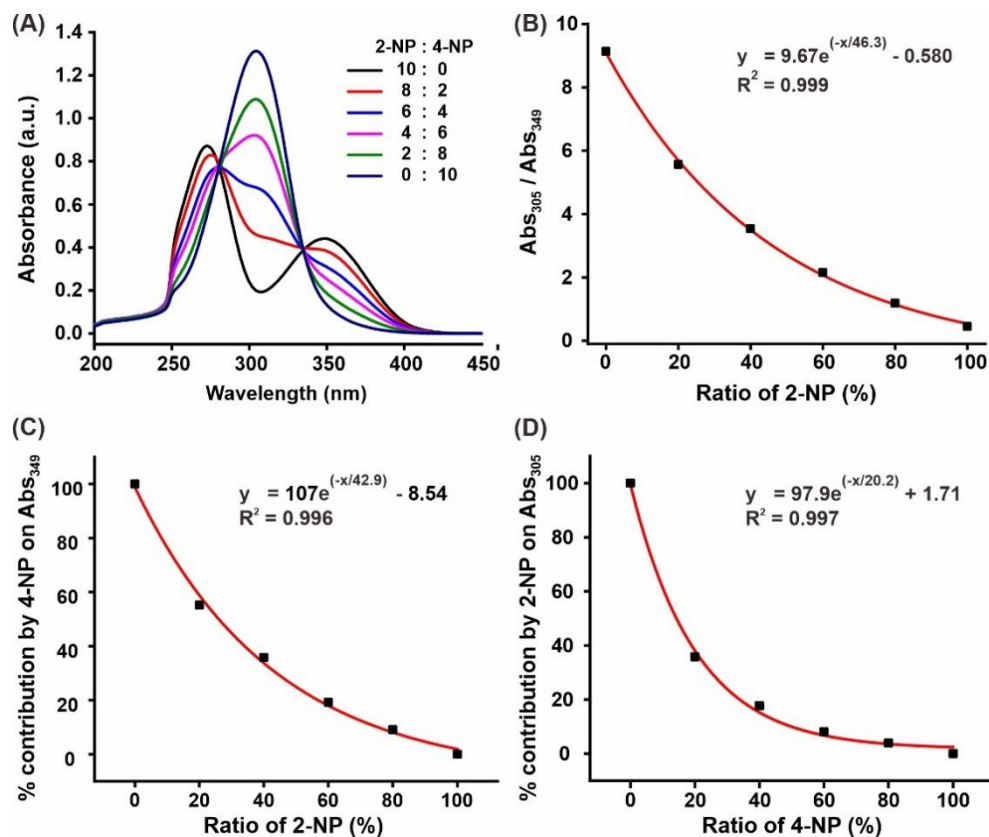 (A)
2-NP : 4-NP
10 : 0
8 : 2
6 : 4
4 : 6
2 : 8
0 : 10
1.4
1.2
1.0
0.8
0.6
0.4
0.2
0.0
Absorbance (a.u.)
200 250 300 350 400 450
Wavelength (nm)
(B)
y = 9.67e^(-x/46.3) - 0.580
R² = 0.999
10
8
6
4
2
0
Abs₃₀₅ / Abs₃₄₉
0 20 40 60 80 100
Ratio of 2-NP (%)
(C)
y = 107e^(-x/42.9) - 8.54
R² = 0.996
100
80
60
40
20
0
% contribution by 4-NP on Abs₃₄₉
0 20 40 60 80 100
Ratio of 2-NP (%)
(D)
y = 97.9e^(-x/20.2) + 1.71
R² = 0.997
100
80
60
40
20
0
% contribution by 2-NP on Abs₃₀₅
0 20 40 60 80 100
Ratio of 4-NP (%)